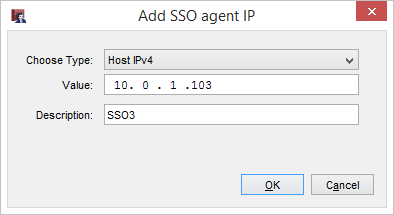 Add SSO agent IP
Choose Type: Host IPv4
Value: 10. 0 . 1 .103
Description: SSO3
OK Cancel